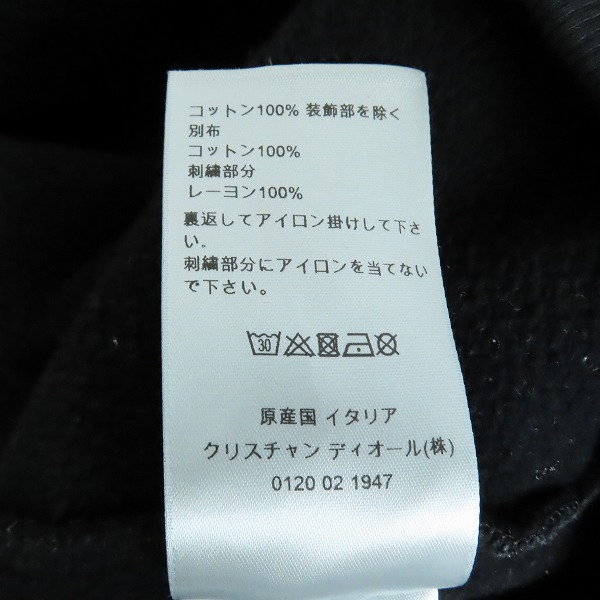 コットン100% 装飾部を除く
別布
コットン100%
刺繍部分
レーヨン100%
裏返してアイロン掛けして下さ
い。
刺繍部分にアイロンを当てない
で下さい。
30
原産国 イタリア
クリスチャン ディオール(株)
0120 02 1947